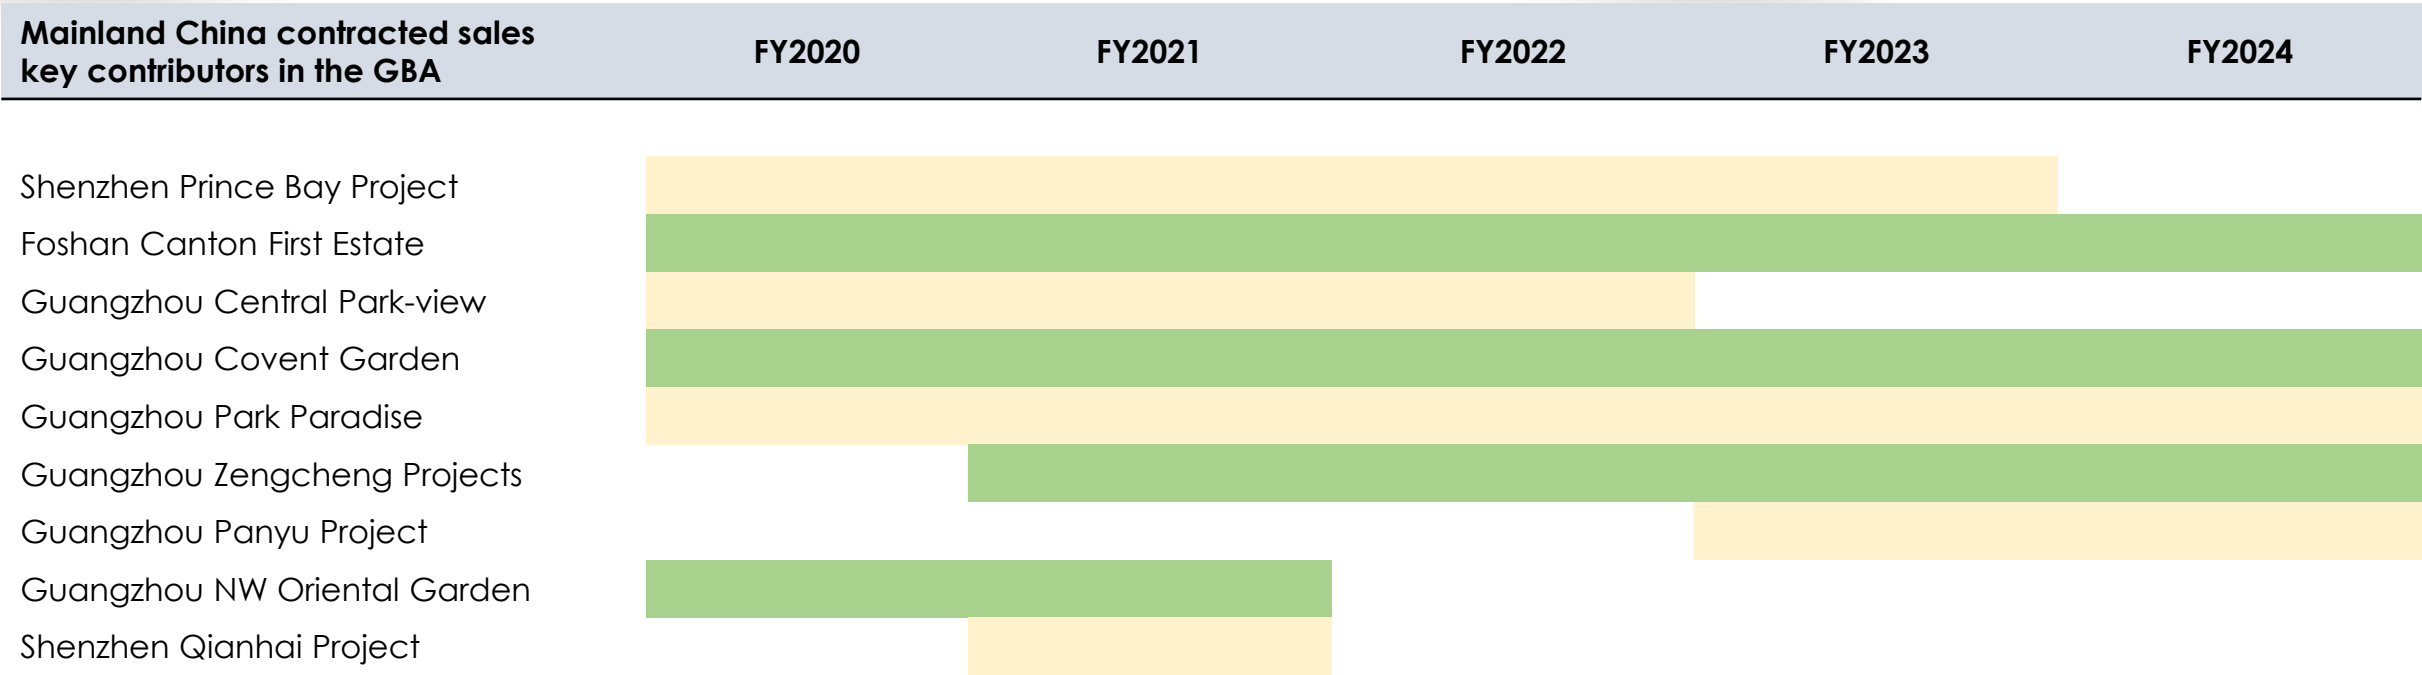 Mainland China contracted sales
key contributors in the GBA
FY2020 FY2021 FY2022 FY2023 FY2024
Shenzhen Prince Bay Project
Foshan Canton First Estate
Guangzhou Central Park-view
Guangzhou Covent Garden
Guangzhou Park Paradise
Guangzhou Zengcheng Projects
Guangzhou Panyu Project
Guangzhou NW Oriental Garden
Shenzhen Qianhai Project